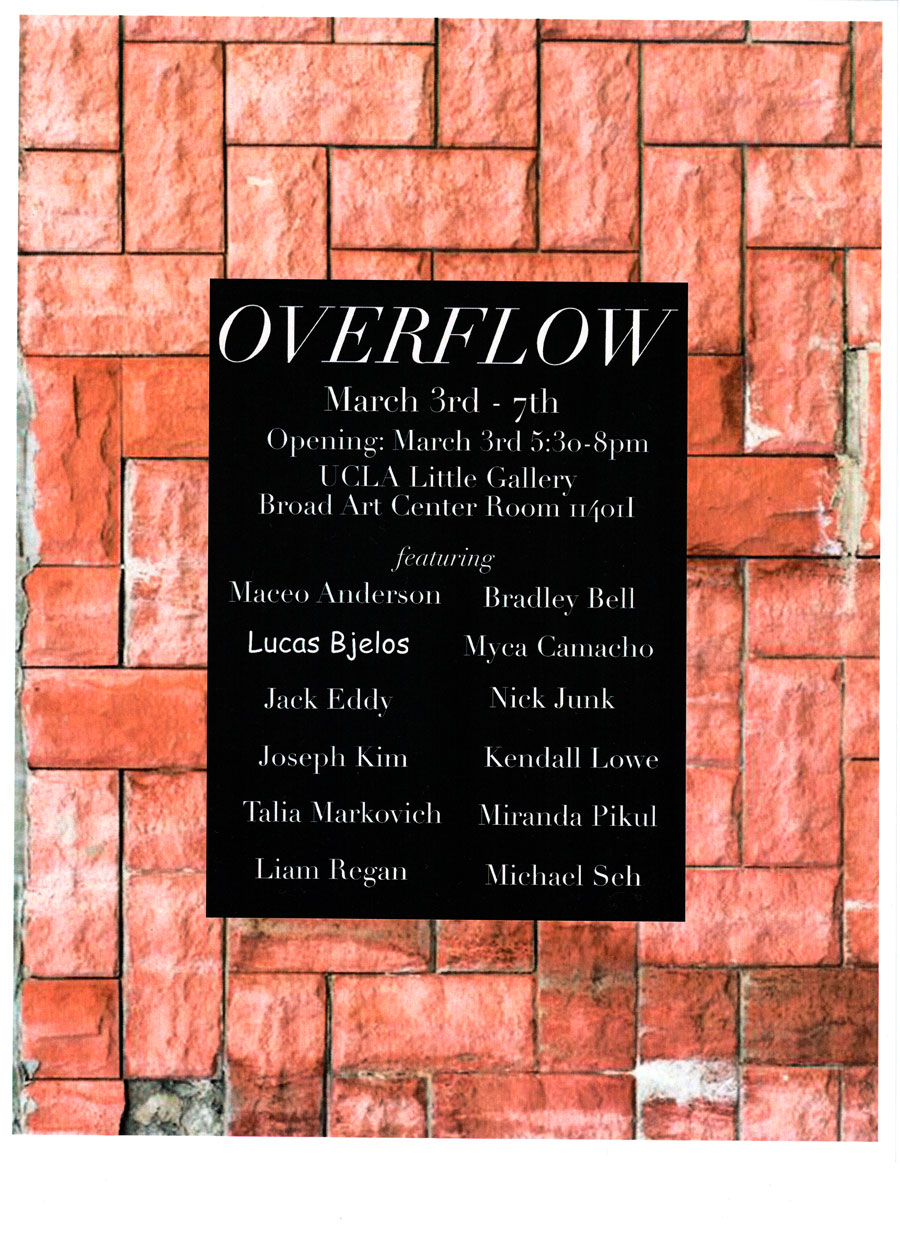 OVERFLOW
March 3rd - 7th
Opening: March 3rd 5:30-8pm
UCLA Little Gallery
Broad Art Center Room 11401I
featuring
Maceo Anderson Bradley Bell
Lucas Bjelos Myca Camacho
Jack Eddy Nick Junk
Joseph Kim Kendall Lowe
Talia Markovich Miranda Pikul
Liam Regan Michael Seh